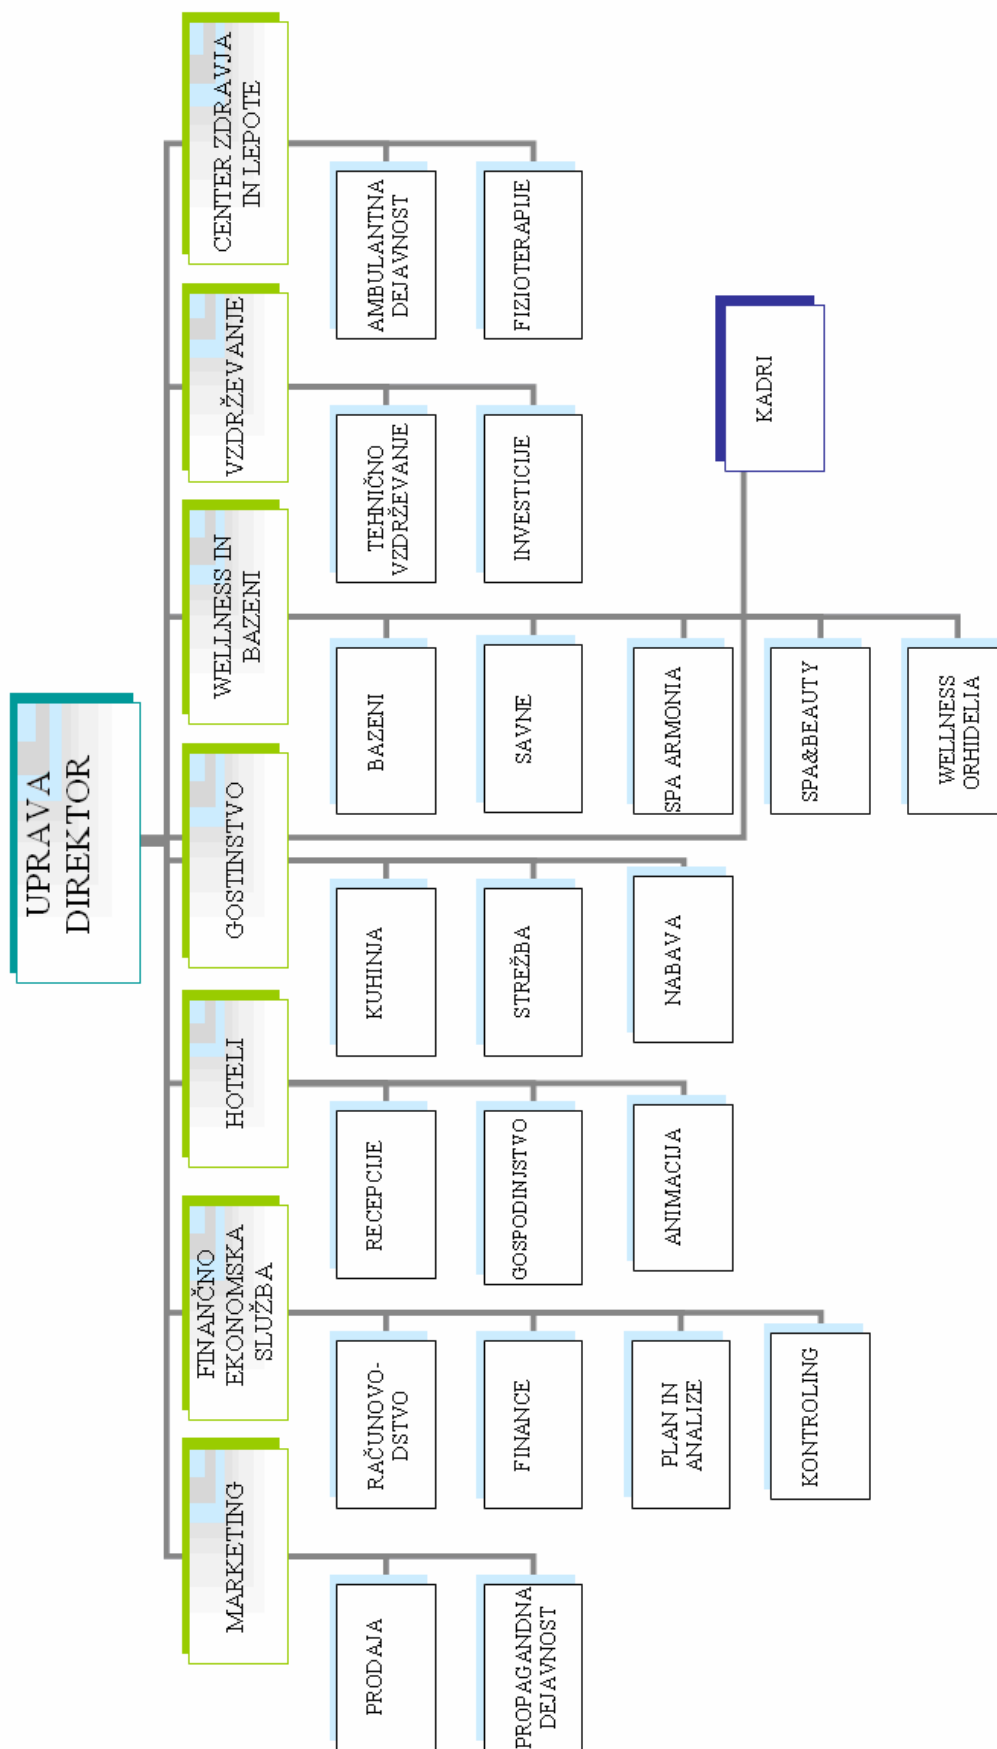 UPRAVA
DIREKTOR
MARKETING
FINANČNO
EKONOMSKA
SLUŽBA
HOTELI
GOSTINSTVO
WELLNESS IN
BAZENI
VZDRŽEVANJE
CENTER ZDRAVJA
IN LEPOTE
PRODAJA
PROPAGANDNA
DEJAVNOST
RAČUNOVO-
DSTVO
FINANCE
PLAN IN
ANALIZE
KONTROLING
RECEPCIJE
GOSPODINJSTVO
ANIMACIJA
KUHINJA
STREŽBA
NABAVA
BAZENI
SAVNE
SPA ARMONIA
SPA&BEAUTY
WELLNESS
ORHIDELIA
TEHNIČNO
VZDRŽEVANJE
INVESTICIJE
AMBULANTNA
DEJAVNOST
FIZIOTERAPIJE
KADRI